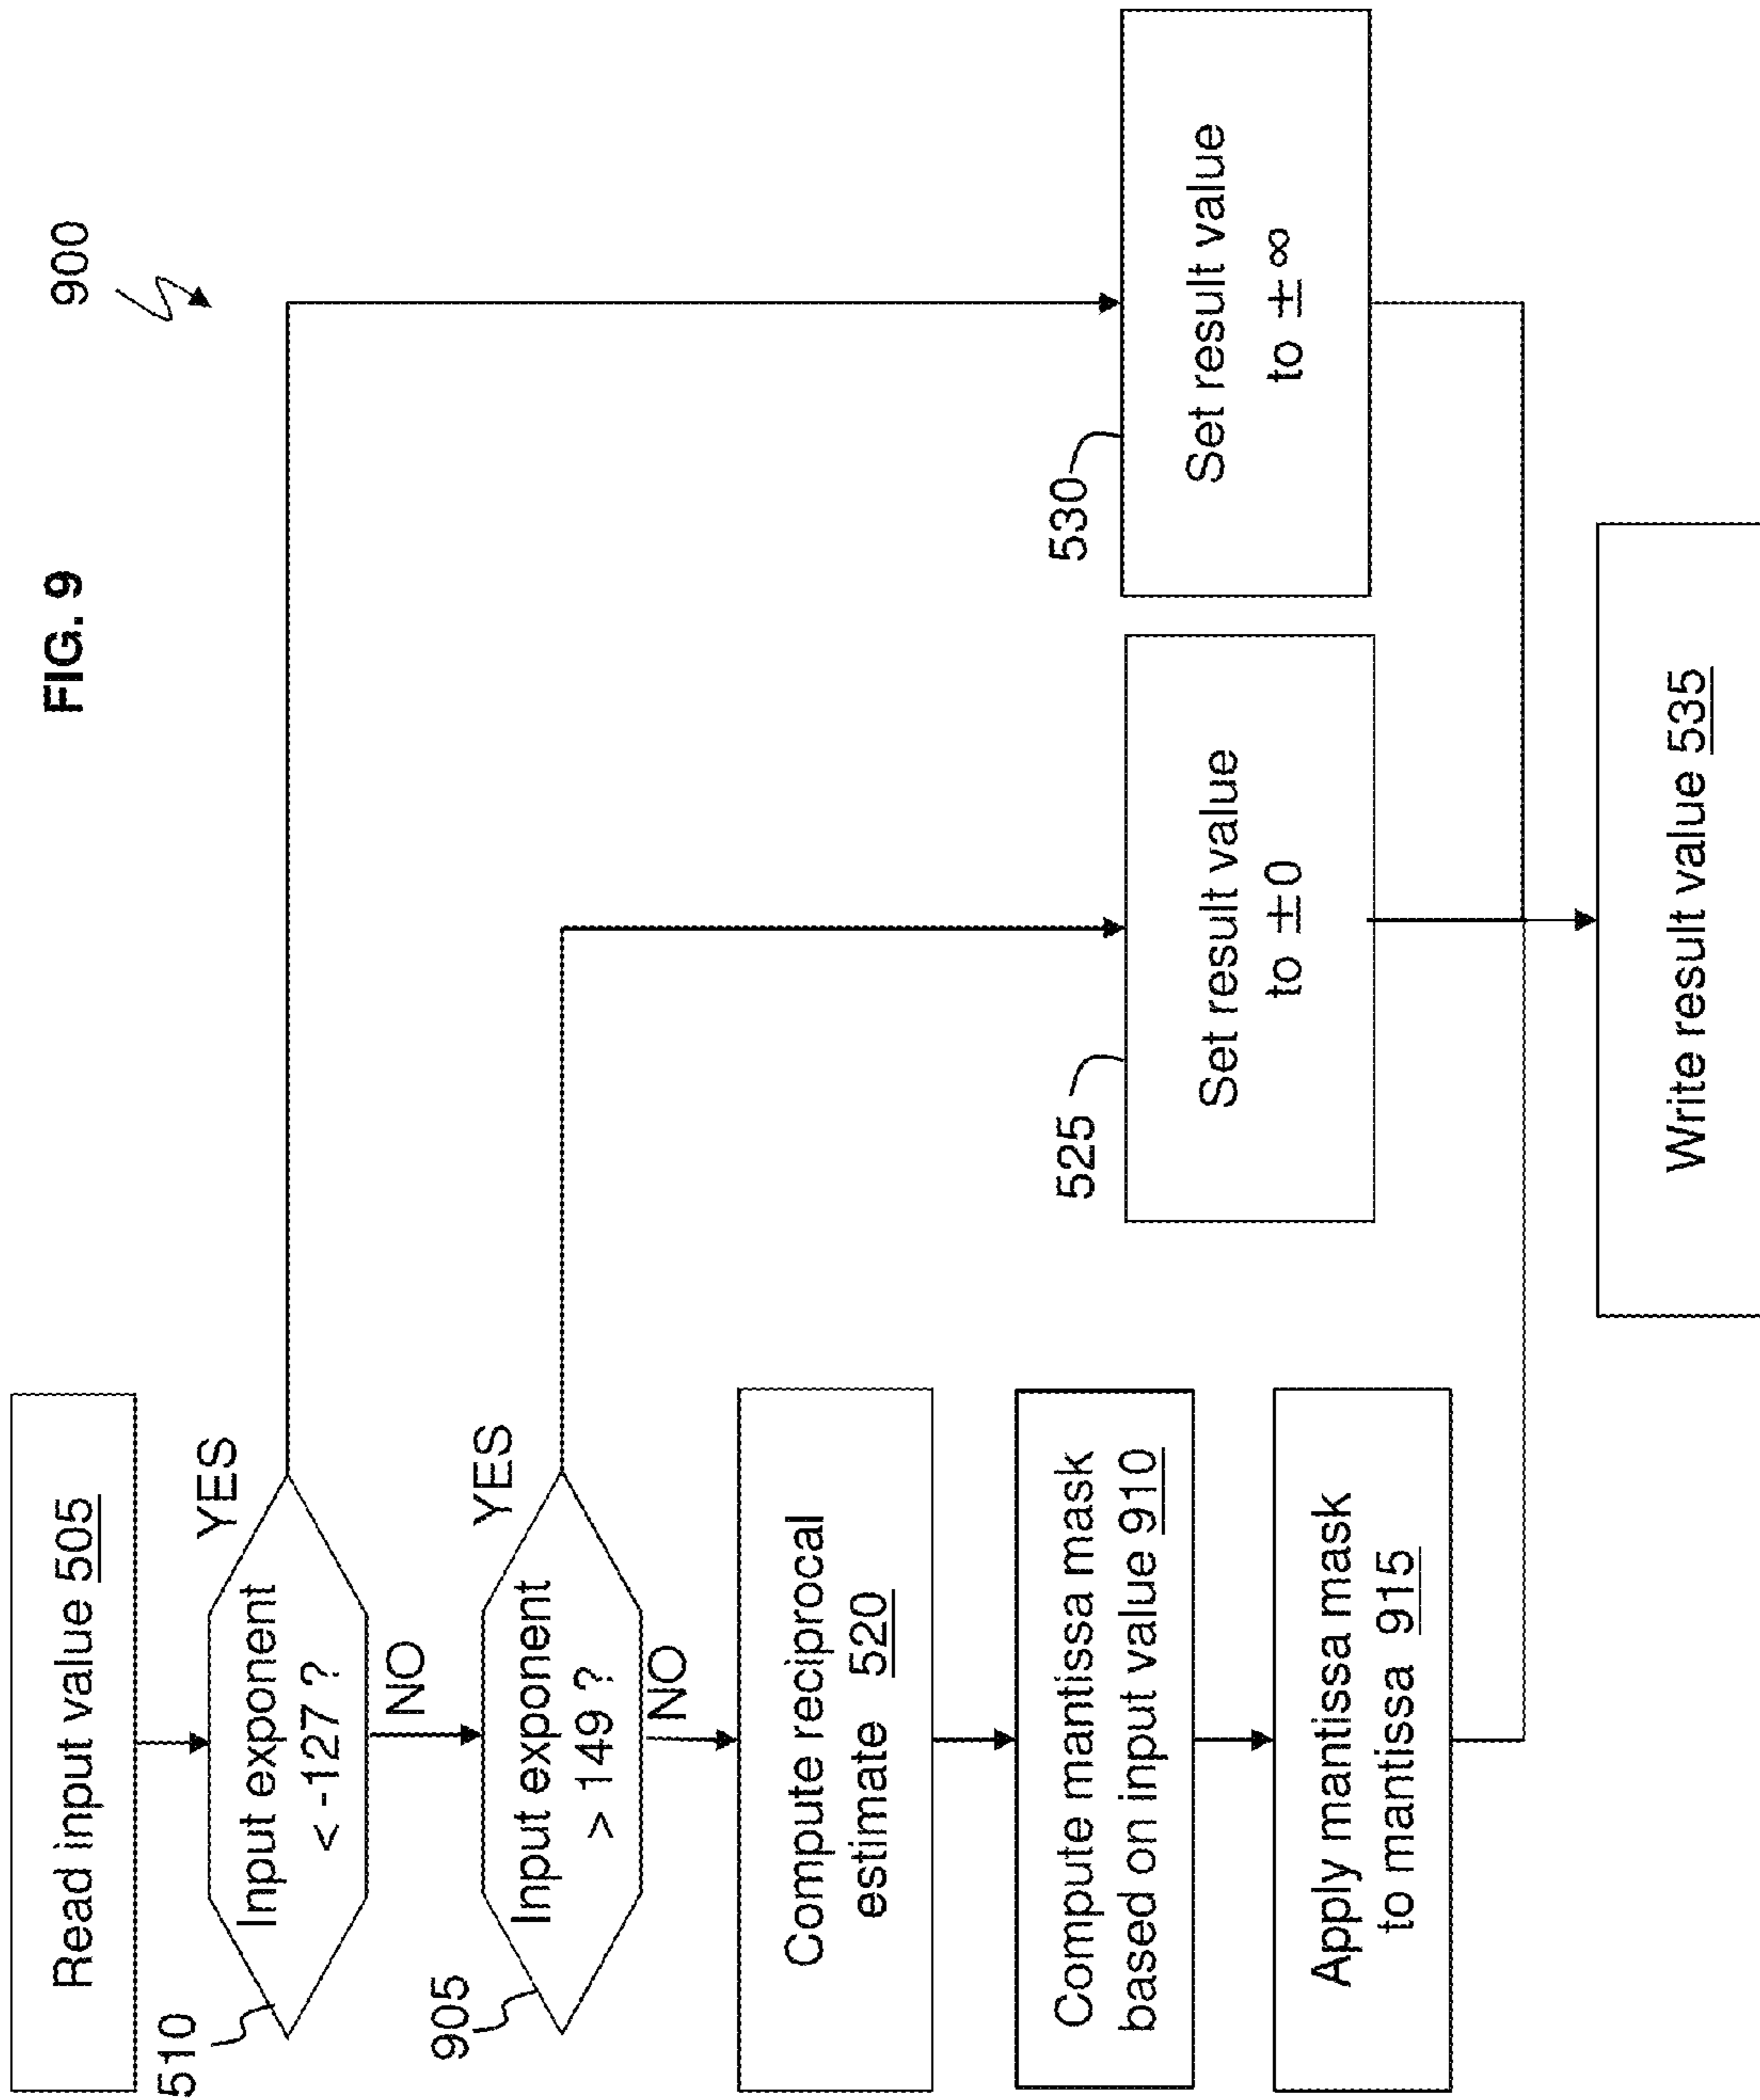 FIG. 9
900
Read input value 505
510
Input exponent
< -127 ?
YES
NO
905
Input exponent
> 149 ?
YES
NO
Compute reciprocal
estimate 520
Compute mantissa mask
based on input value 910
Apply mantissa mask
to mantissa 915
525
Set result value
to ±0
530
Set result value
to ± ∞
Write result value 535